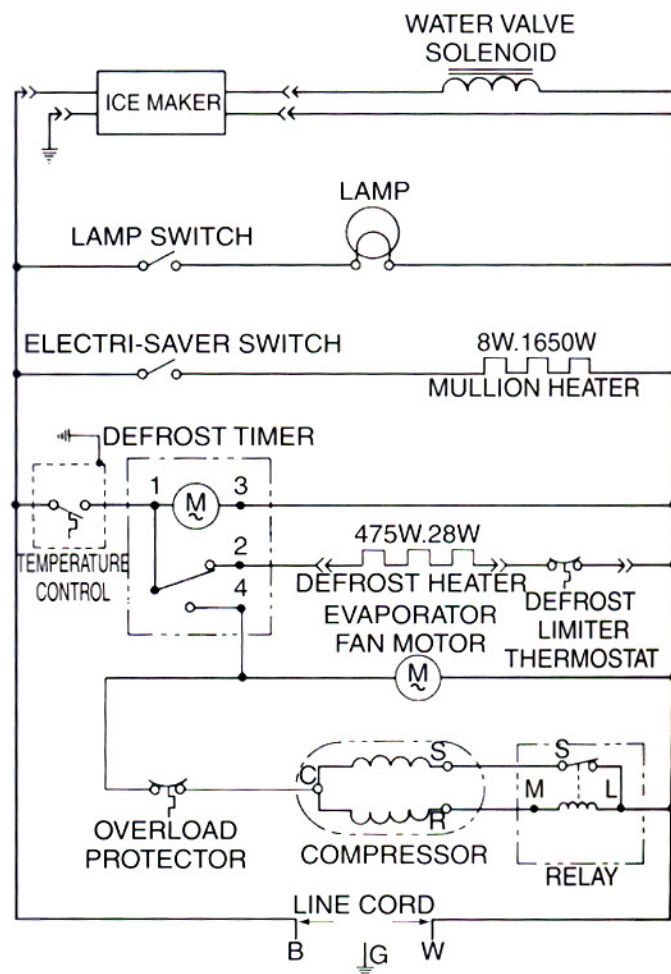 WATER VALVE
SOLENOID
ICE MAKER
LAMP
LAMP SWITCH
ELECTRI-SAVER SWITCH
8W.1650W
MULLION HEATER
DEFROST TIMER
1
M
3
2
4
TEMPERATURE
CONTROL
475W.28W
DEFROST HEATER
DEFROST
LIMITER
THERMOSTAT
EVAPORATOR
FAN MOTOR
M
OVERLOAD
PROTECTOR
C
S
R
COMPRESSOR
S
M
L
RELAY
LINE CORD
B
W
G